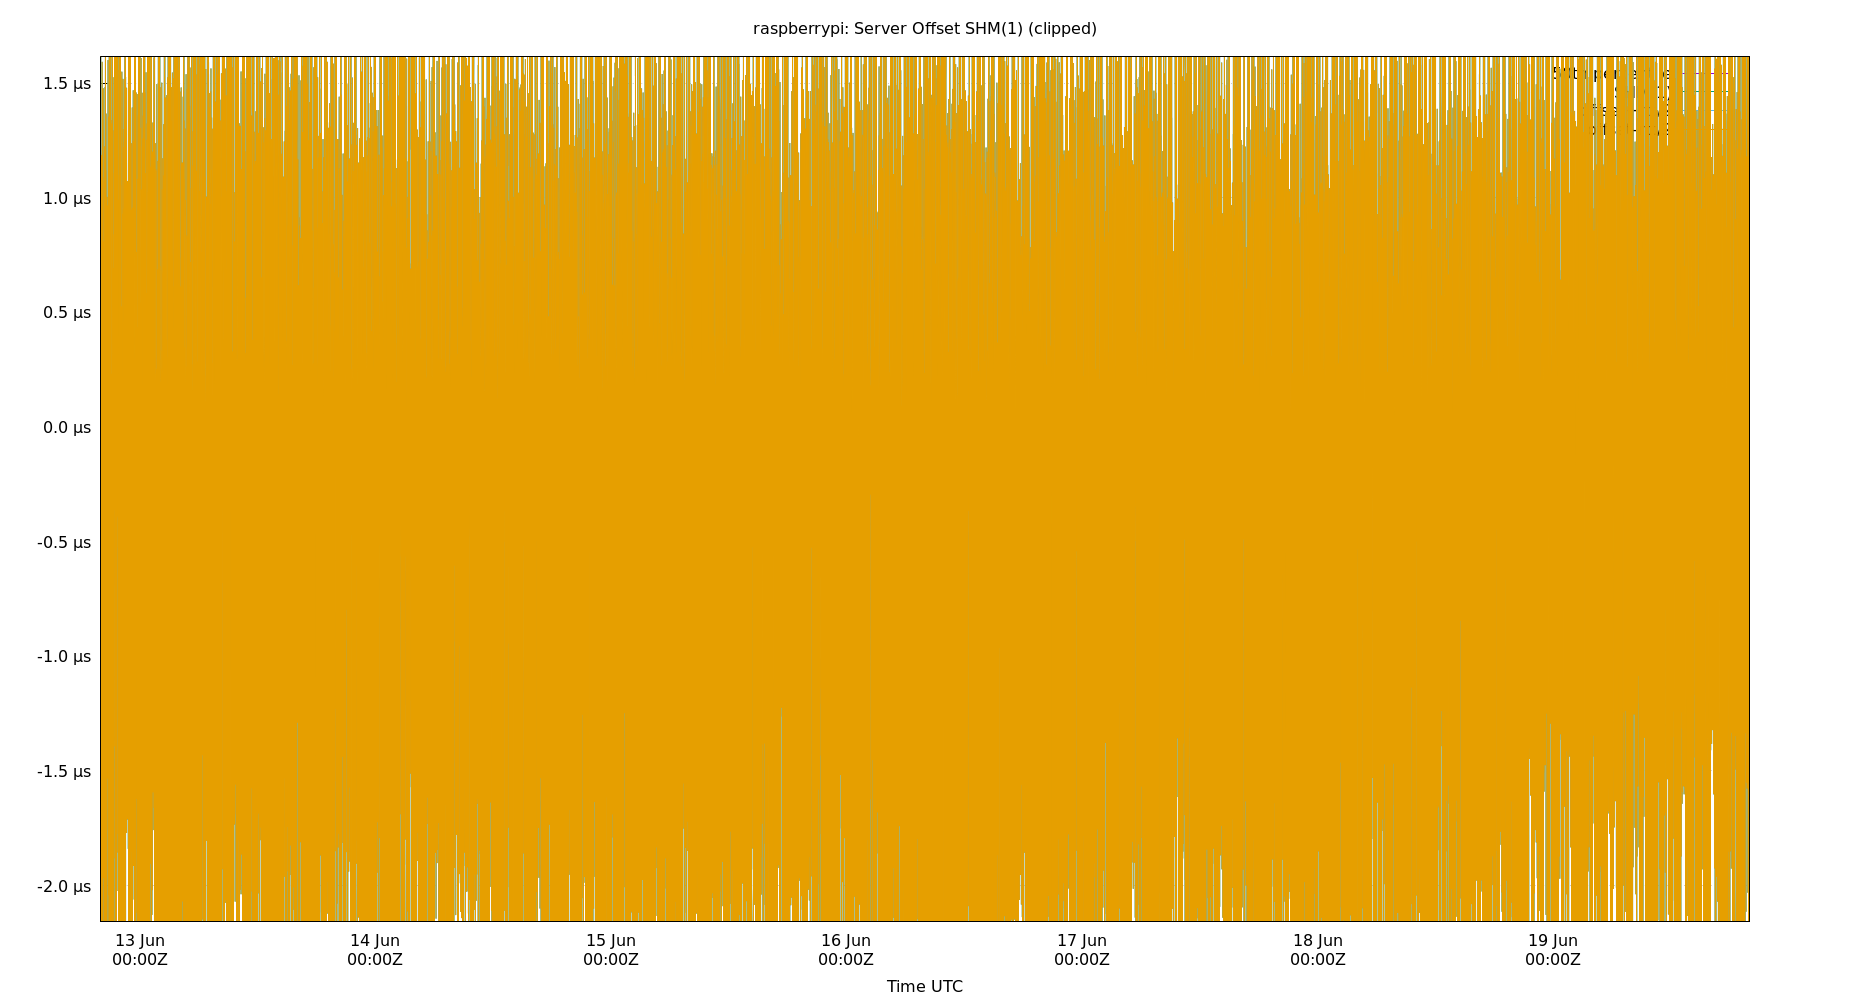 raspberrypi: Server Offset SHM(1) (clipped)
1.5 µs
1.0 µs
0.5 µs
0.0 µs
-0.5 µs
-1.0 µs
-1.5 µs
-2.0 µs
13 Jun 14 Jun 15 Jun 16 Jun 17 Jun 18 Jun 19 Jun
00:00Z 00:00Z 00:00Z 00:00Z 00:00Z 00:00Z 00:00Z
Time UTC